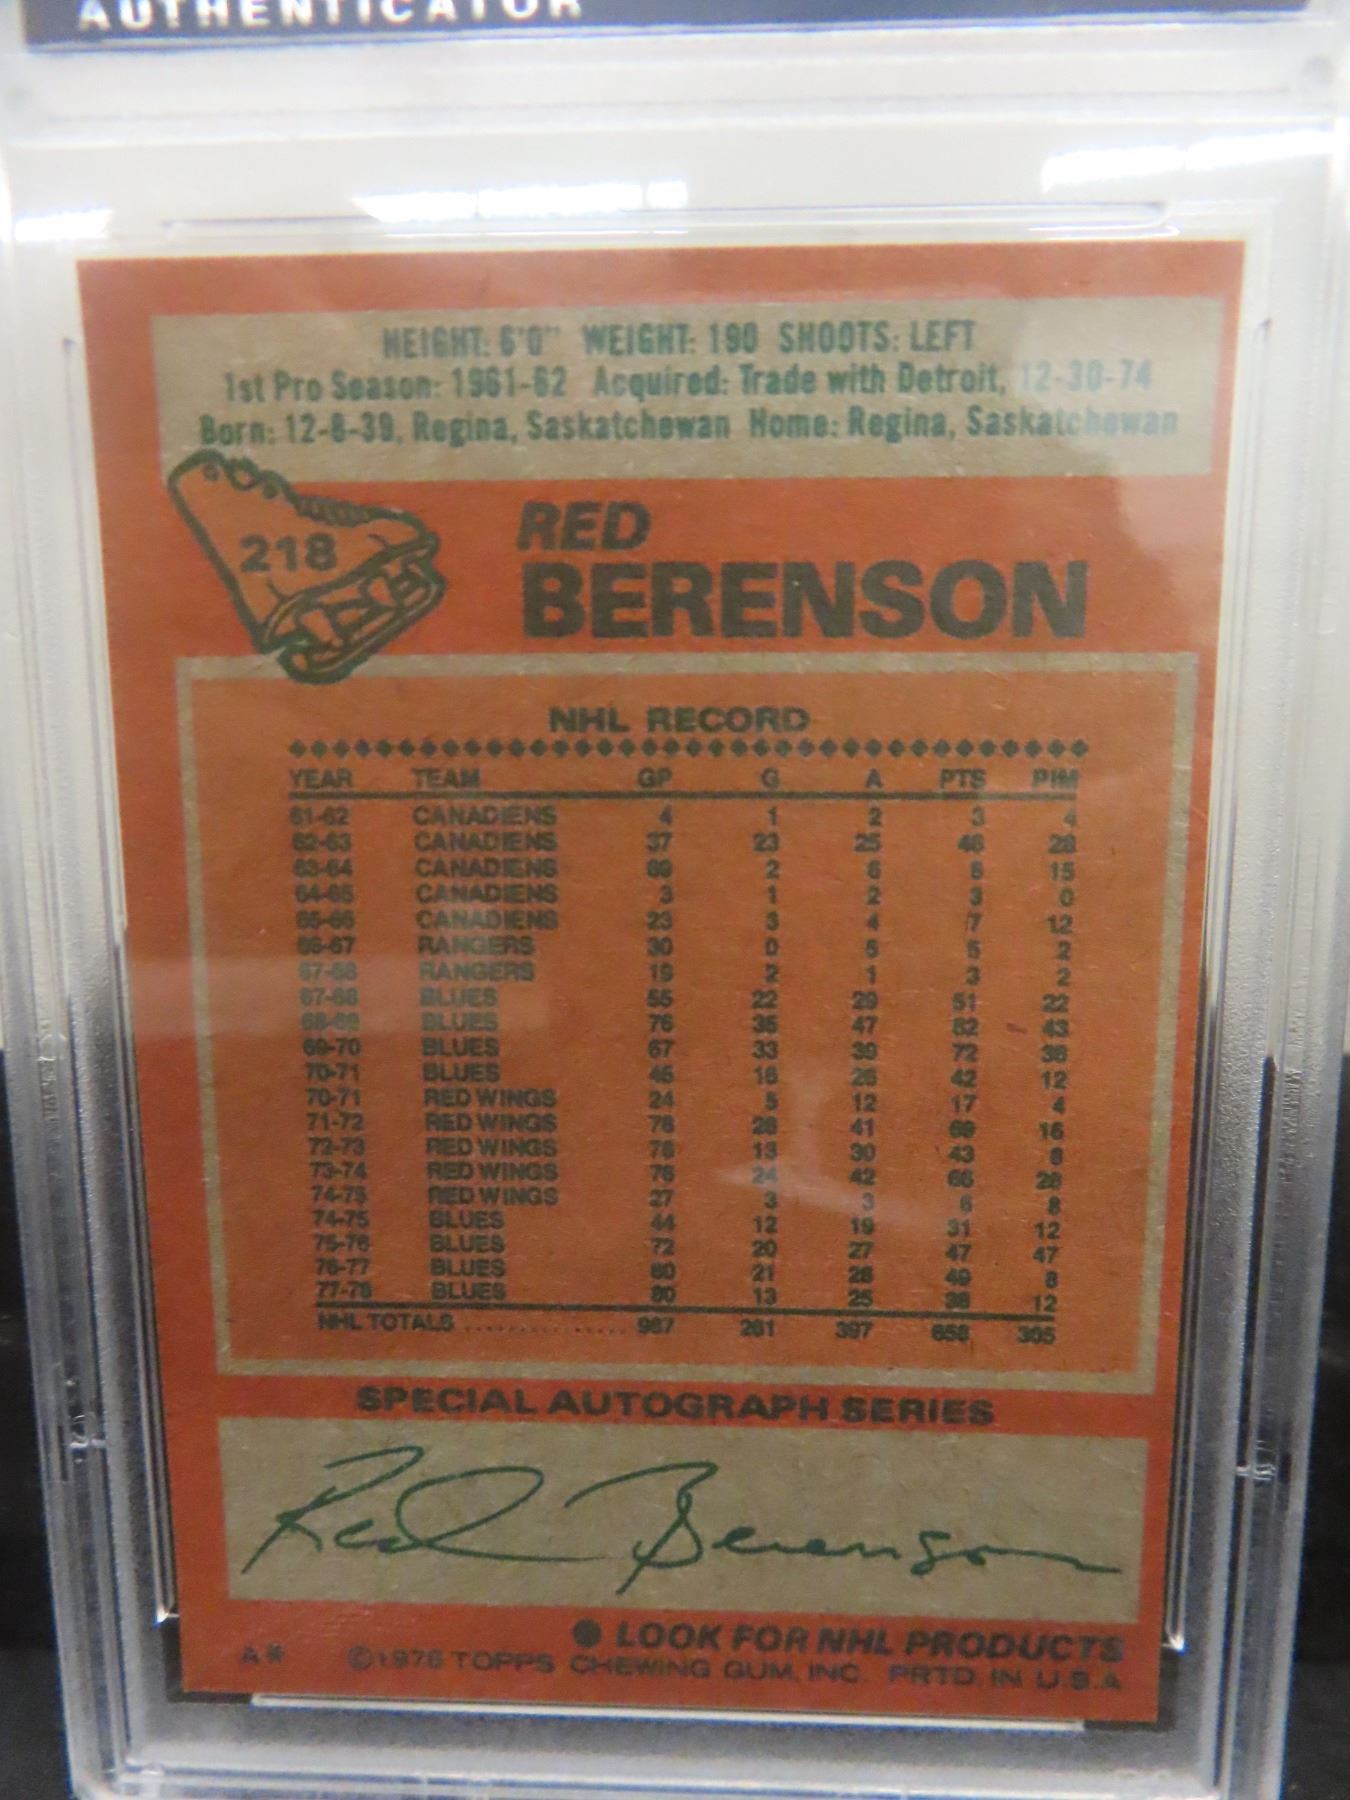 AUTHENTICATOR
HEIGHT: 6'0" WEIGHT: 190 SHOOTS: LEFT
1st Pro Season: 1961-62 Acquired: Trade with Detroit, 12-30-74
Born: 12-8-39, Regina, Saskatchewan Home: Regina, Saskatchewan
218
RED
BERENSON
NHL RECORD
YEAR TEAM GP G A PTS PIM
61-62 CANADIENS 4 1 2 3 4
62-63 CANADIENS 37 23 25 48 28
63-64 CANADIENS 69 2 6 8 15
64-65 CANADIENS 3 1 2 3 0
65-66 CANADIENS 23 3 4 7 12
66-67 RANGERS 30 0 5 5 2
67-68 RANGERS 19 2 1 3 2
67-68 BLUES 55 22 29 51 22
68-69 BLUES 76 35 47 82 43
69-70 BLUES 67 33 39 72 38
70-71 BLUES 45 16 26 42 12
70-71 RED WINGS 24 5 12 17 4
71-72 RED WINGS 78 28 41 69 16
72-73 RED WINGS 78 13 30 43 8
73-74 RED WINGS 76 24 42 66 28
74-75 RED WINGS 27 3 3 6 8
74-75 BLUES 44 12 19 31 12
75-76 BLUES 72 20 27 47 47
76-77 BLUES 80 21 28 49 8
77-78 BLUES 80 13 25 38 12
NHL TOTALS 987 261 397 658 305
SPECIAL AUTOGRAPH SERIES
Red Berenson
LOOK FOR NHL PRODUCTS
A* ©1978 TOPPS CHEWING GUM, INC. PRTD. IN U.S.A.